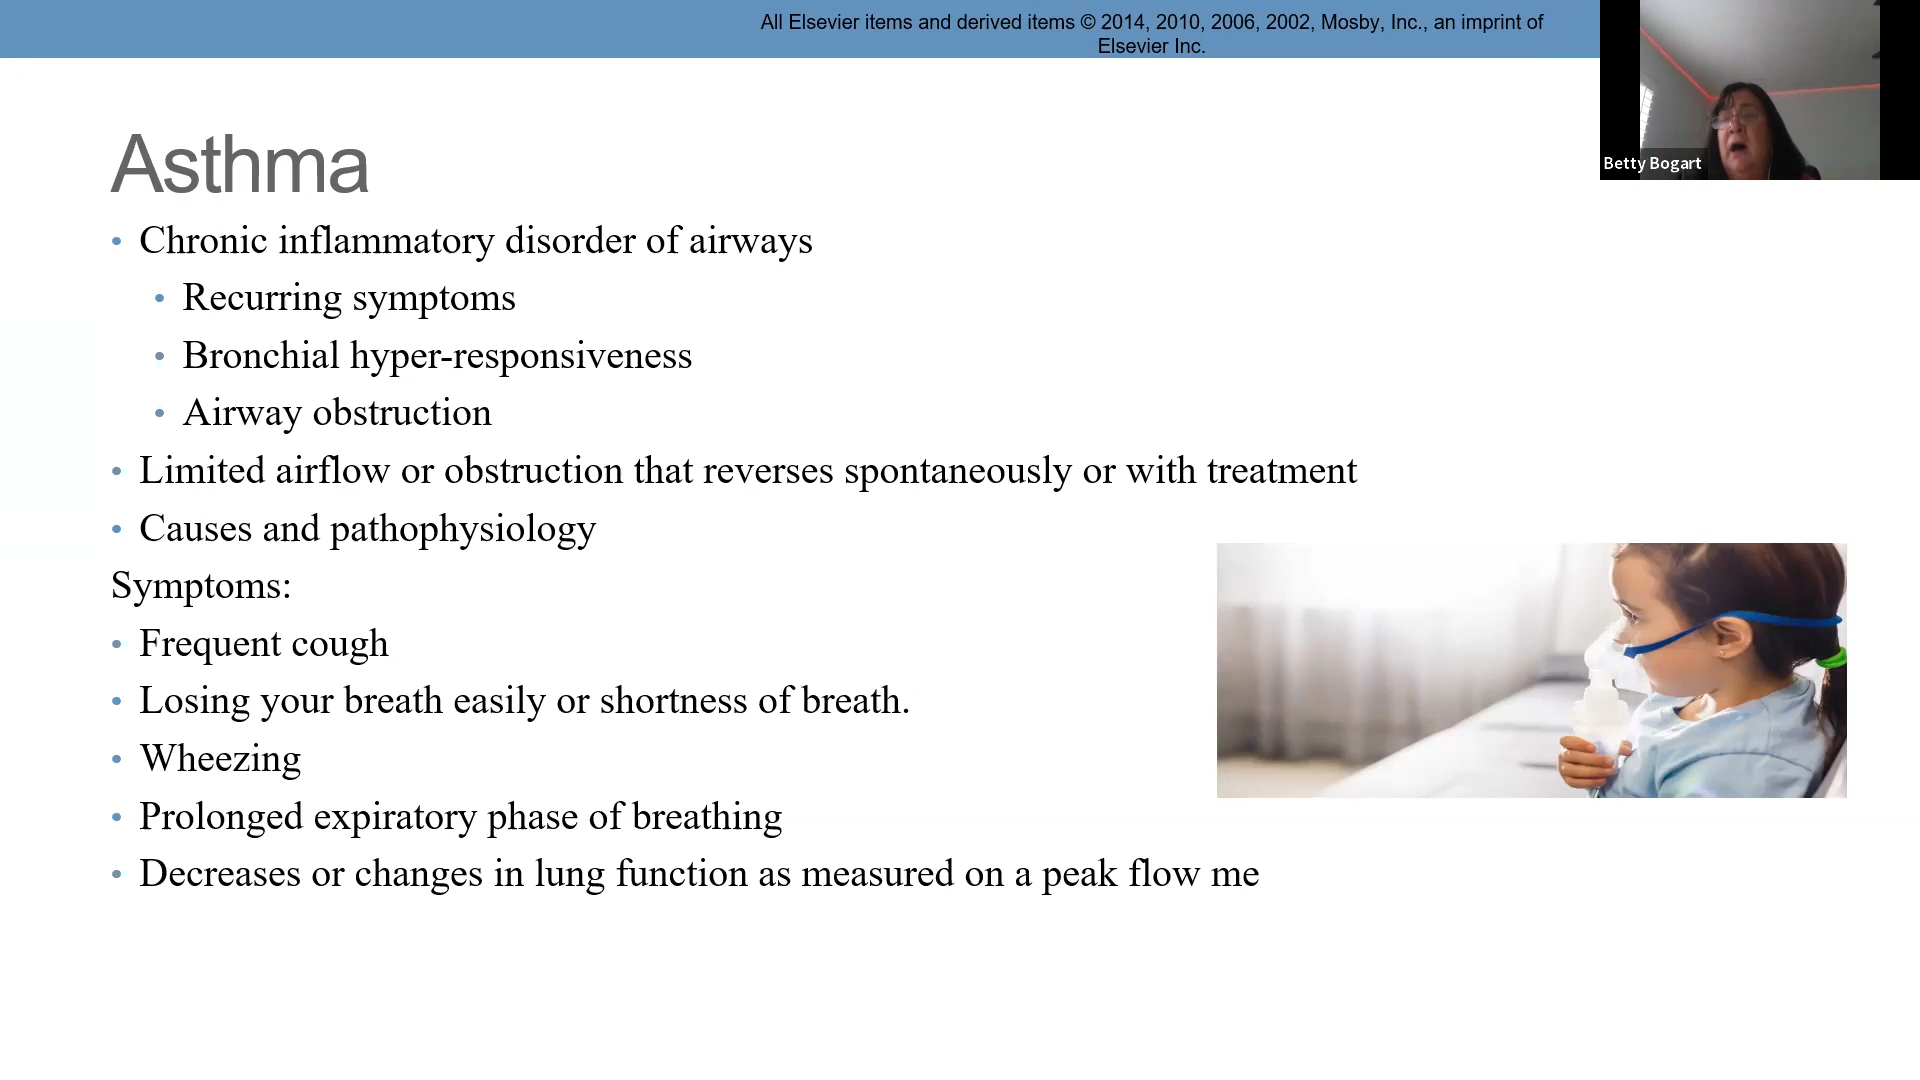 All Elsevier items and derived items © 2014, 2010, 2006, 2002, Mosby, Inc., an imprint of
Elsevier Inc.
Betty Bogart
Asthma
• Chronic inflammatory disorder of airways
• Recurring symptoms
• Bronchial hyper-responsiveness
• Airway obstruction
• Limited airflow or obstruction that reverses spontaneously or with treatment
• Causes and pathophysiology
Symptoms:
• Frequent cough
• Losing your breath easily or shortness of breath.
• Wheezing
• Prolonged expiratory phase of breathing
• Decreases or changes in lung function as measured on a peak flow me